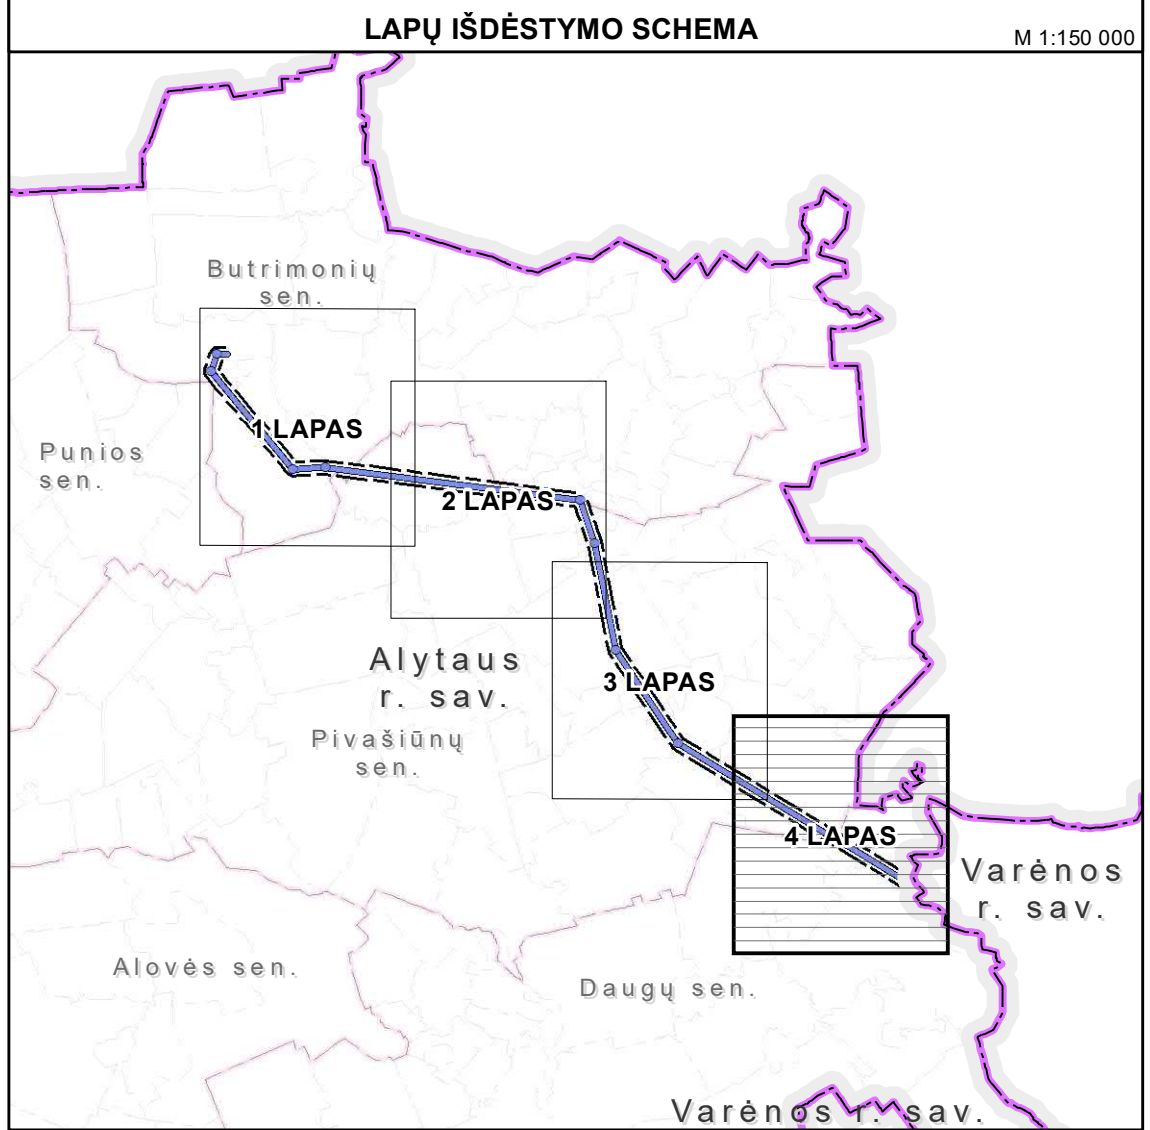 LAPŲ IŠDĖSTYMO SCHEMA
M 1:150 000
Butrimonių
sen.
1 LAPAS
Punios
sen.
2 LAPAS
Alytaus
r. sav.
3 LAPAS
Pivašiūnų
sen.
4 LAPAS
Varėnos
r. sav.
Alovės sen.
Daugų sen.
Varėnos r. sav.